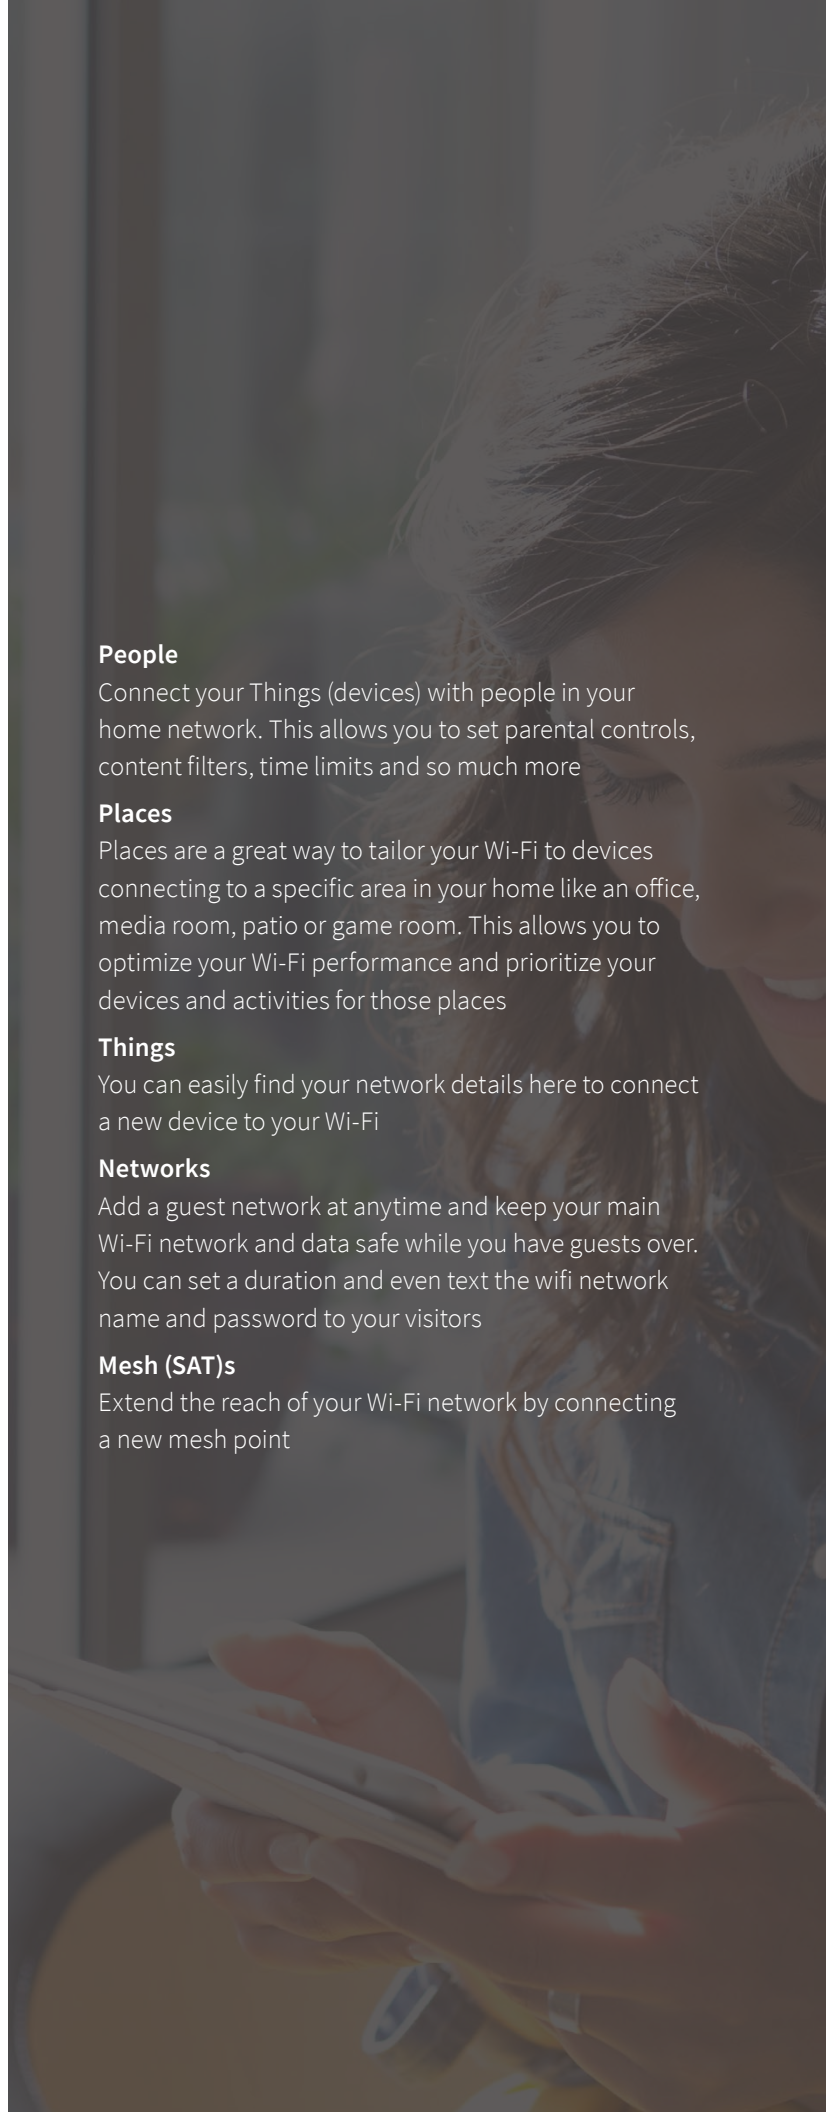 People
Connect your Things (devices) with people in your
home network. This allows you to set parental controls,
content filters, time limits and so much more
Places
Places are a great way to tailor your Wi-Fi to devices
connecting to a specific area in your home like an office,
media room, patio or game room. This allows you to
optimize your Wi-Fi performance and prioritize your
devices and activities for those places
Things
You can easily find your network details here to connect
a new device to your Wi-Fi
Networks
Add a guest network at anytime and keep your main
Wi-Fi network and data safe while you have guests over.
You can set a duration and even text the wifi network
name and password to your visitors
Mesh (SAT)s
Extend the reach of your Wi-Fi network by connecting
a new mesh point